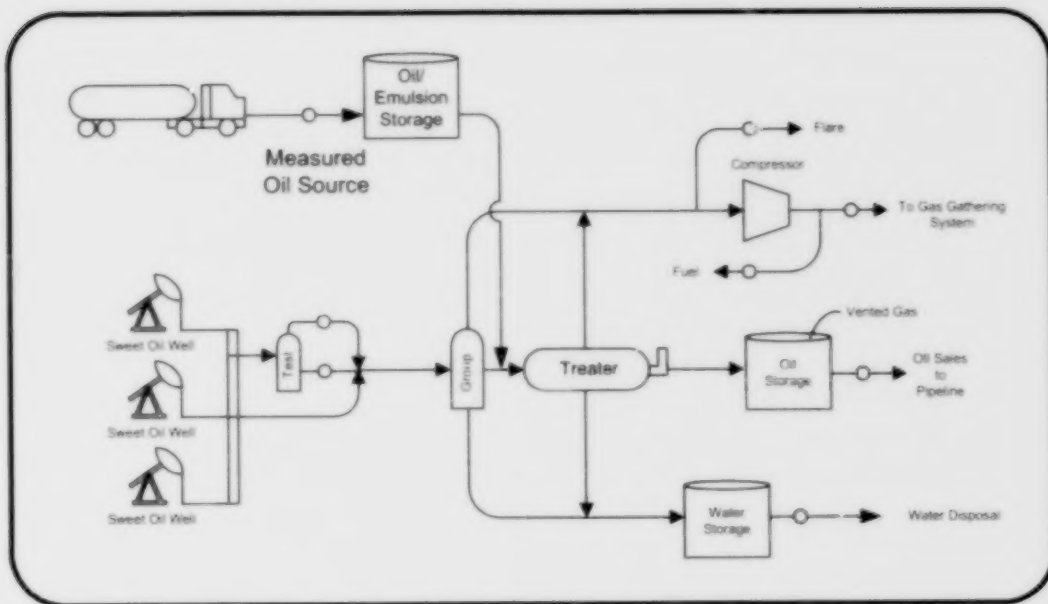 Oil/
Emulsion
Storage
Measured
Oil Source
Flare
Compressor
To Gas Gathering
System
Fuel
Vented Gas
Sweet Oil Well
Test
Group
Treater
Oil
Storage
Oil Sales
to
Pipeline
Sweet Oil Well
Sweet Oil Well
Water
Storage
Water Disposal